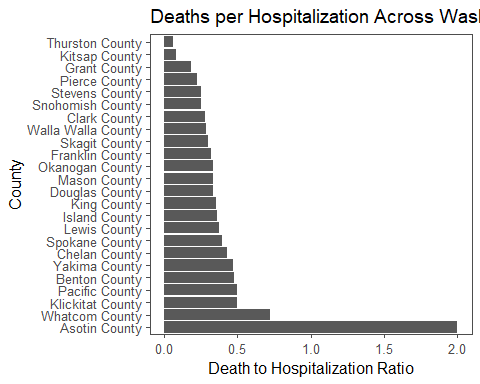 Deaths per Hospitalization Across Was
Thurston County
Kitsap County
Grant County
Pierce County
Stevens County
Snohomish County
Clark County
Walla Walla County
Skagit County
Franklin County
Okanogan County
Mason County
Douglas County
King County
Island County
Lewis County
Spokane County
Chelan County
Yakima County
Benton County
Pacific County
Klickitat County
Whatcom County
Asotin County
County
0.0 0.5 1.0 1.5 2.0
Death to Hospitalization Ratio